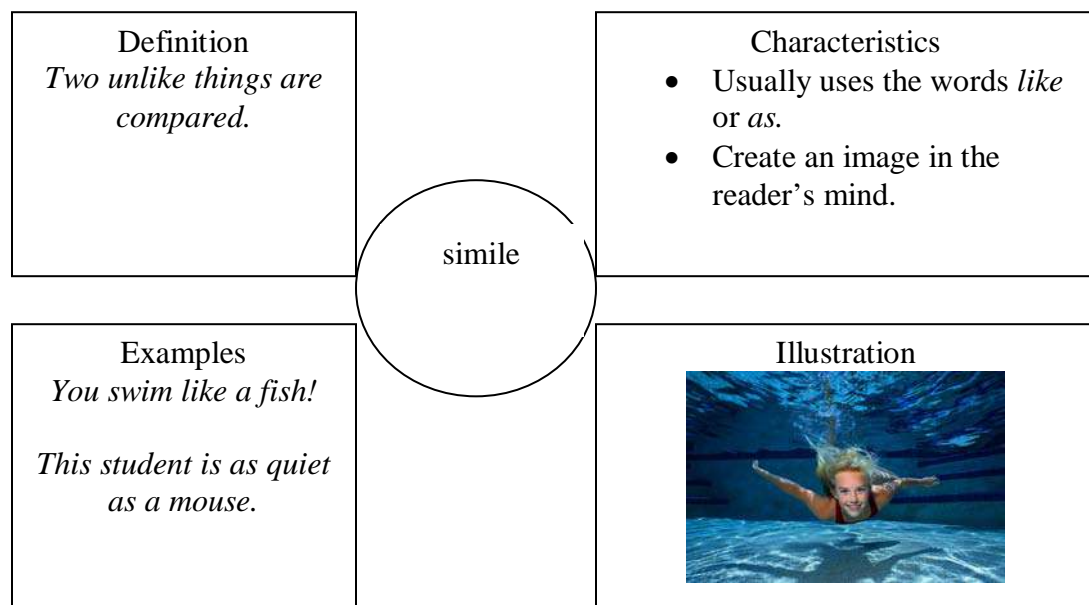 Definition
Two unlike things are
compared.
Characteristics
• Usually uses the words like
or as.
• Create an image in the
reader’s mind.
simile
Examples
You swim like a fish!
This student is as quiet
as a mouse.
Illustration